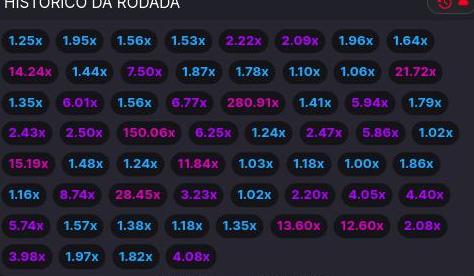 HISTÓRICO DA RODADA
1.25x 1.95x 1.56x 1.53x 2.22x 2.09x 1.96x 1.64x
14.24x 1.44x 7.50x 1.87x 1.78x 1.10x 1.06x 21.72x
1.35x 6.01x 1.56x 6.77x 280.91x 1.41x 5.94x 1.79x
2.43x 2.50x 150.06x 6.25x 1.24x 2.47x 5.86x 1.02x
15.19x 1.48x 1.24x 11.84x 1.03x 1.18x 1.00x 1.86x
1.16x 8.74x 28.45x 3.23x 1.02x 2.20x 4.05x 4.40x
5.74x 1.57x 1.38x 1.18x 1.35x 13.60x 12.60x 2.08x
3.98x 1.97x 1.82x 4.08x